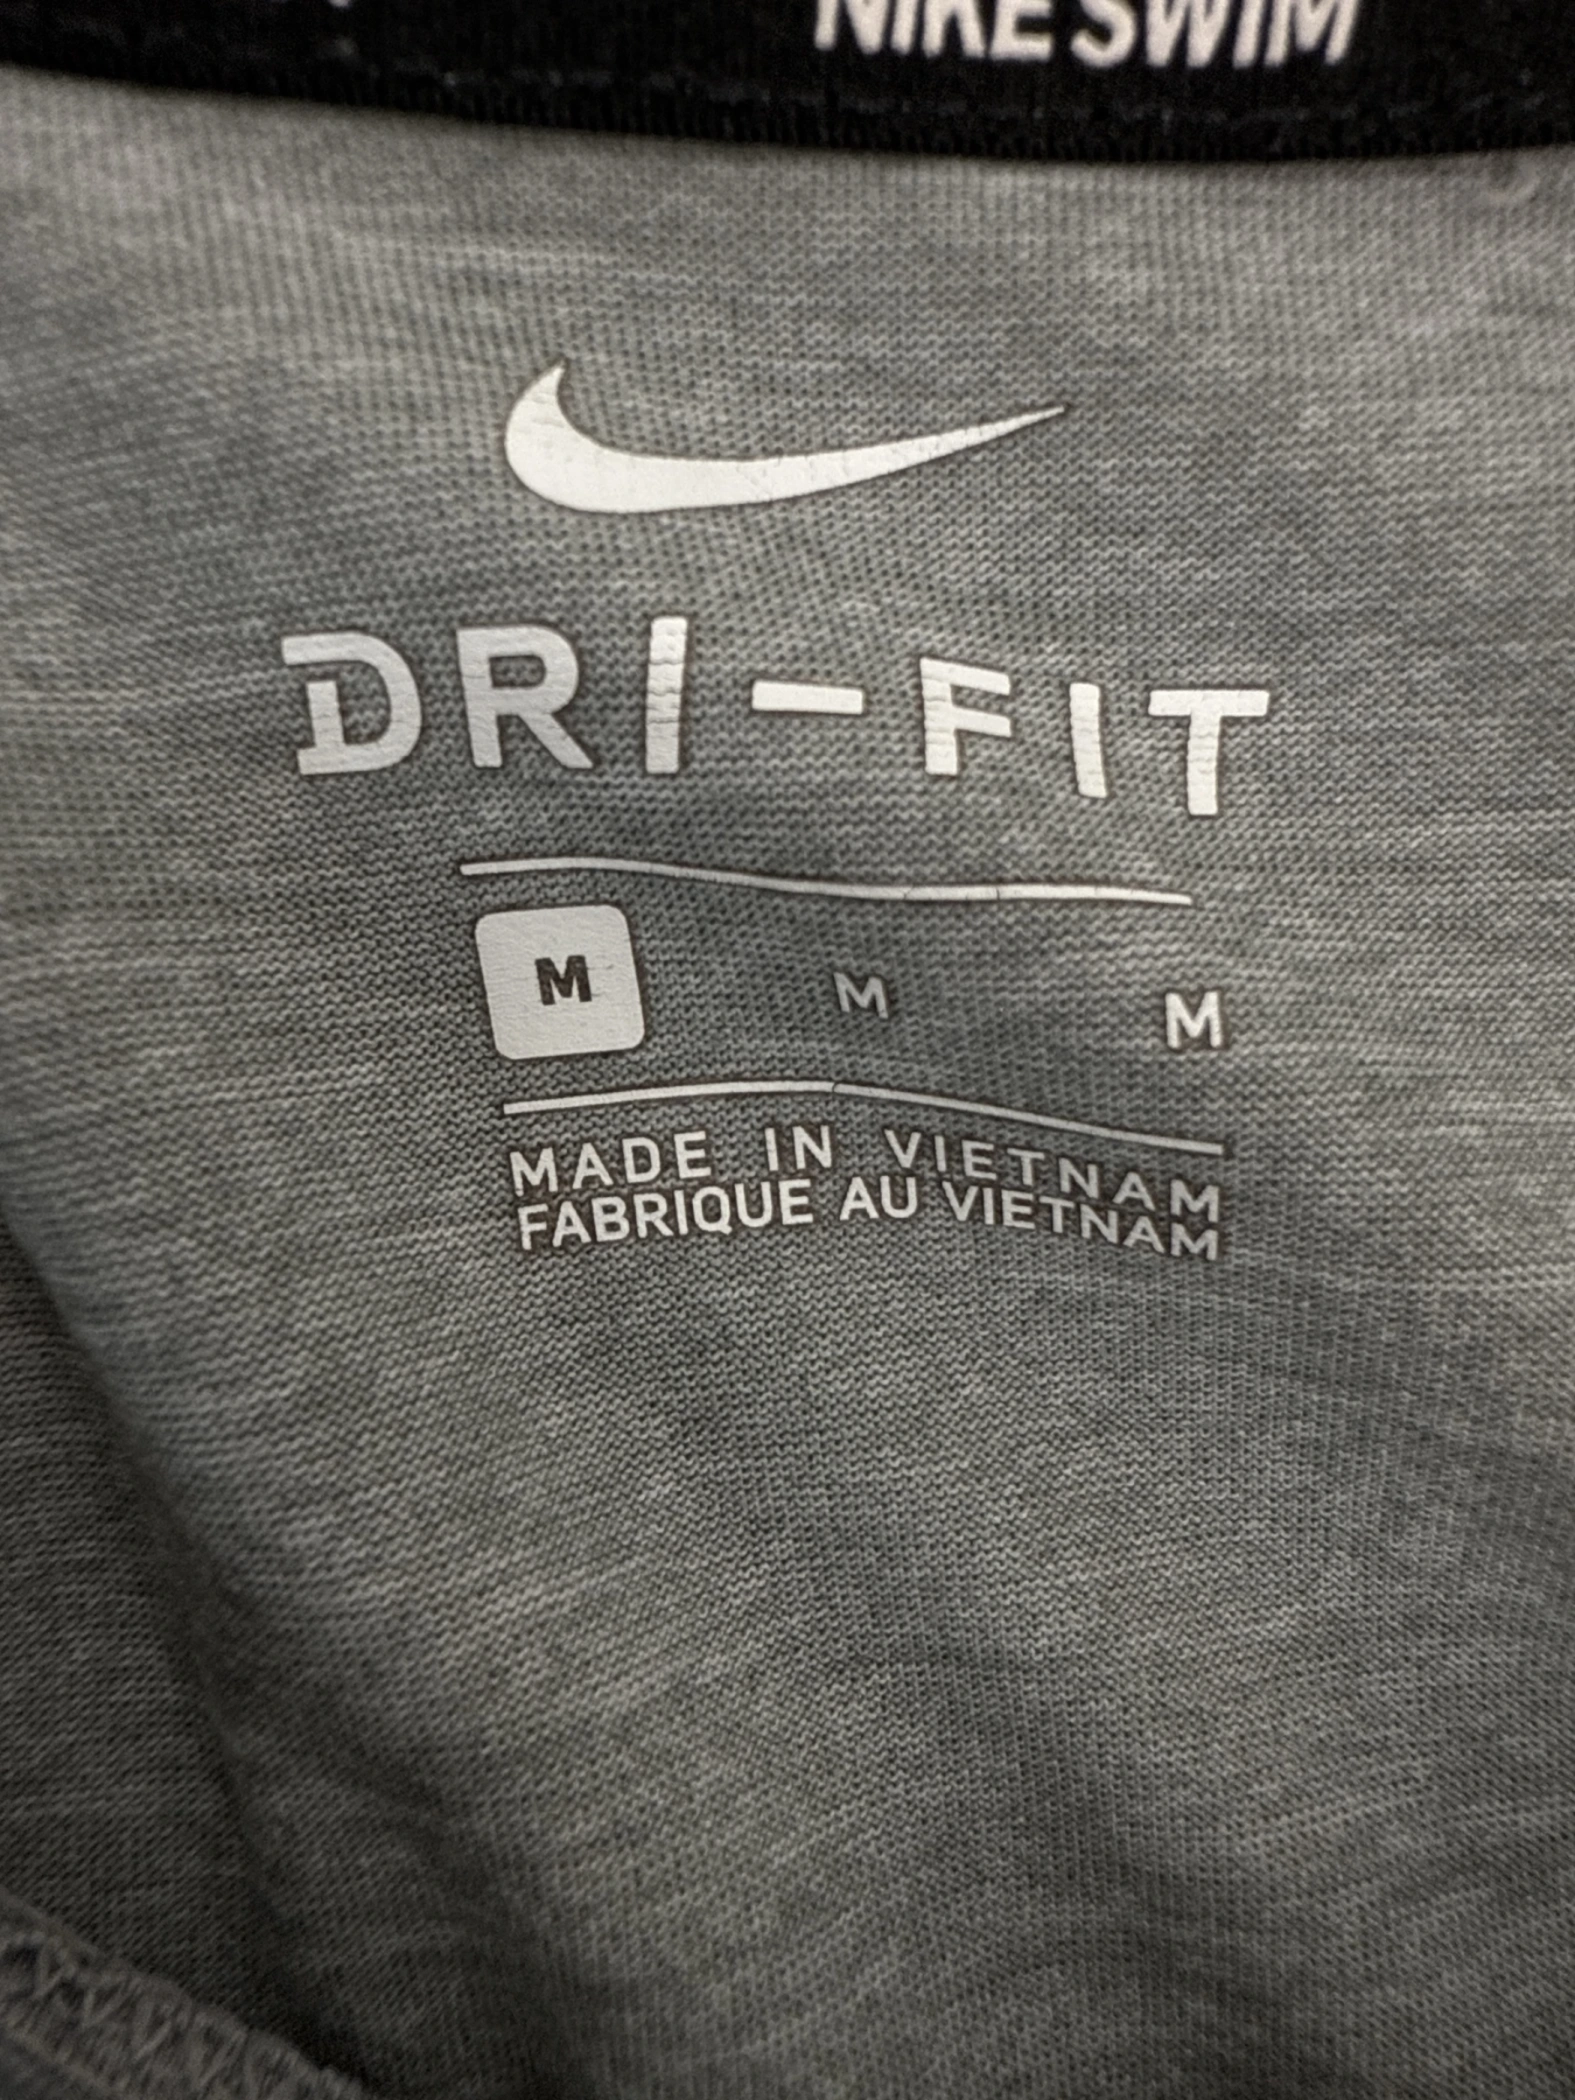 NIKE SWIM
DRI-FIT
M M M
MADE IN VIETNAM
FABRIQUE AU VIETNAM